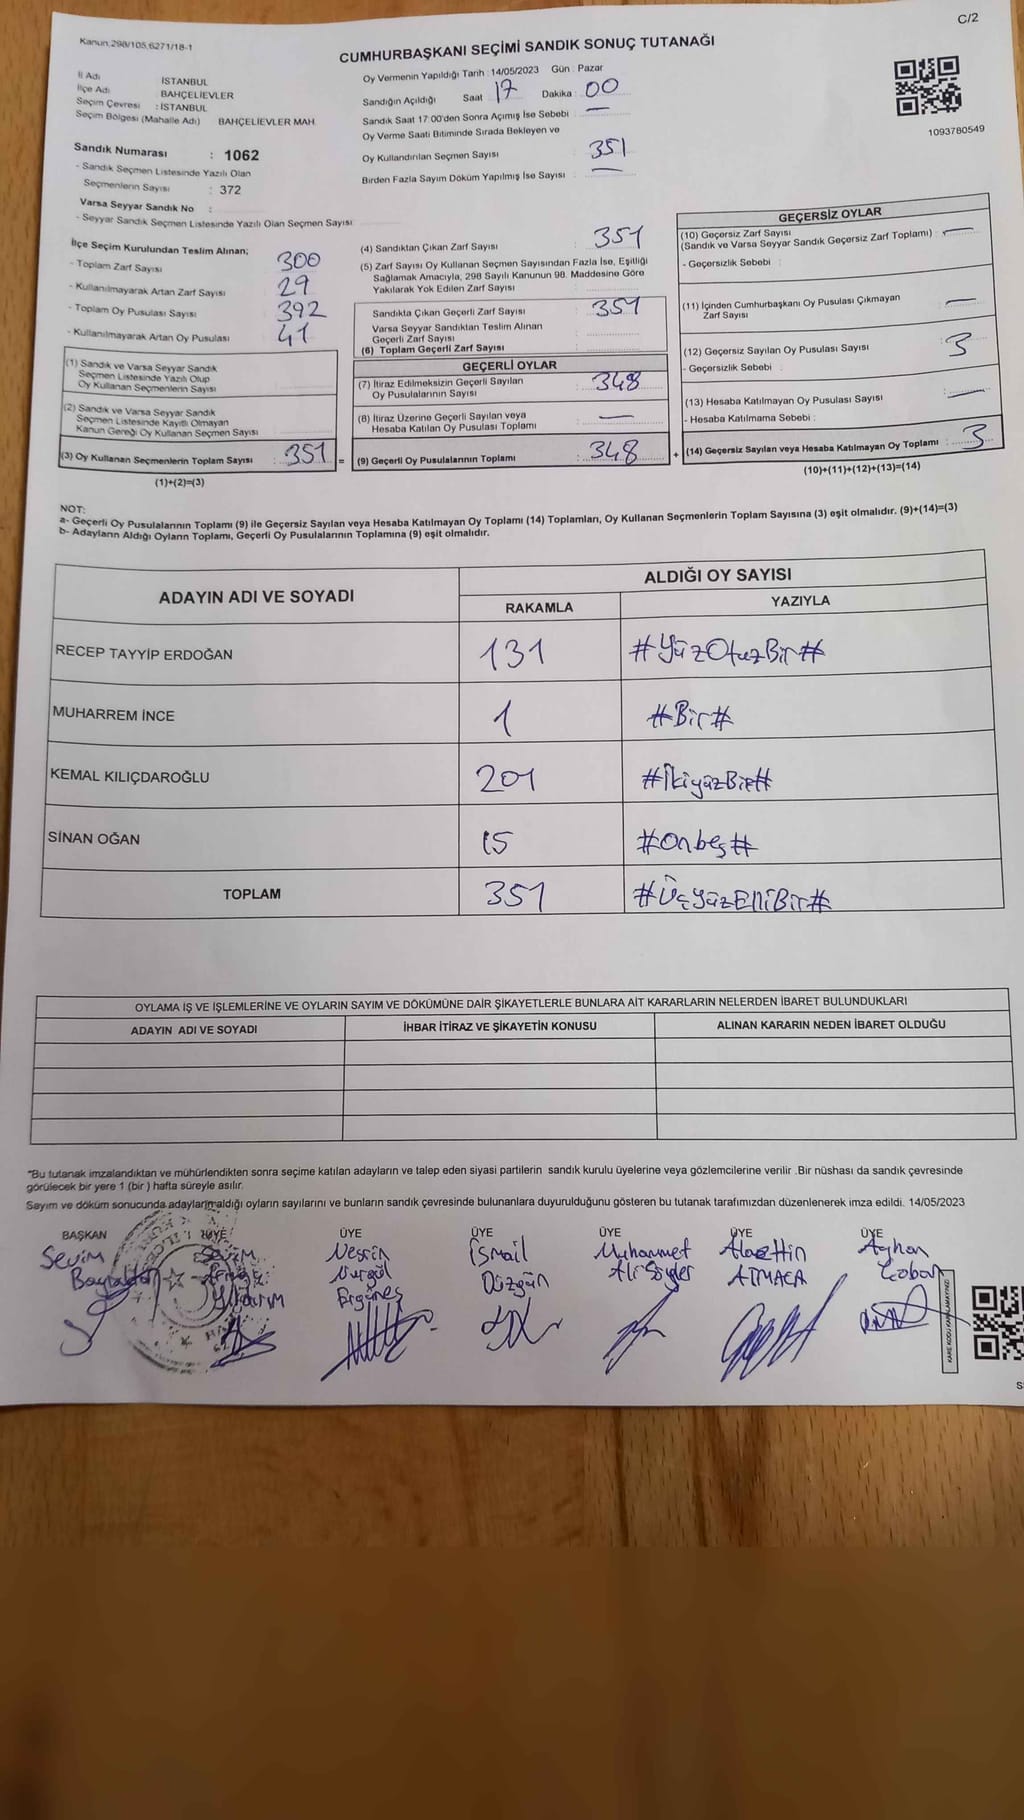 C/2
Kanun.298/105,6271/18-1
CUMHURBAŞKANI SEÇİMİ SANDIK SONUÇ TUTANAĞI
İl Adı İSTANBUL
İlçe Adı BAHÇELİEVLER
Seçim Çevresi : İSTANBUL
Seçim Bölgesi (Mahalle Adı) BAHÇELİEVLER MAH.
Sandık Numarası : 1062
- Sandık Seçmen Listesinde Yazılı Olan
Seçmenlerin Sayısı : 372
Varsa Seyyar Sandık No :
- Seyyar Sandık Seçmen Listesinde Yazılı Olan Seçmen Sayısı
Oy Vermenin Yapıldığı Tarih : 14/05/2023 Gün : Pazar
Sandığın Açıldığı Saat 17 Dakika : 00
Sandık Saat 17:00'den Sonra Açımış İse Sebebi : —
Oy Verme Saati Bitiminde Sırada Bekleyen ve
Oy Kullandırılan Seçmen Sayısı : 351
Birden Fazla Sayım Döküm Yapılmış İse Sayısı : —
1093780549
İlçe Seçim Kurulundan Teslim Alınan;
- Toplam Zarf Sayısı 300
- Kullanılmayarak Artan Zarf Sayısı 29
- Toplam Oy Pusulası Sayısı 392
- Kullanılmayarak Artan Oy Pusulası 41
(1) Sandık ve Varsa Seyyar Sandık
Seçmen Listesinde Yazılı Olup
Oy Kullanan Seçmenlerin Sayısı
(2) Sandık ve Varsa Seyyar Sandık
Seçmen Listesinde Kayıtlı Olmayan
Kanun Gereği Oy Kullanan Seçmen Sayısı
(3) Oy Kullanan Seçmenlerin Toplam Sayısı : 351 =
(1)+(2)=(3)
(4) Sandıktan Çıkan Zarf Sayısı : 351
(5) Zarf Sayısı Oy Kullanan Seçmen Sayısından Fazla İse, Eşitliği
Sağlamak Amacıyla, 298 Sayılı Kanunun 98. Maddesine Göre
Yakılarak Yok Edilen Zarf Sayısı
Sandıkta Çıkan Geçerli Zarf Sayısı : 351
Varsa Seyyar Sandıktan Teslim Alınan
Geçerli Zarf Sayısı
(6) Toplam Geçerli Zarf Sayısı
GEÇERLİ OYLAR
(7) İtiraz Edilmeksizin Geçerli Sayılan
Oy Pusulalarının Sayısı : 348
(8) İtiraz Üzerine Geçerli Sayılan veya
Hesaba Katılan Oy Pusulası Toplamı : —
(9) Geçerli Oy Pusulalarının Toplamı : 348 +
GEÇERSİZ OYLAR
(10) Geçersiz Zarf Sayısı
(Sandık ve Varsa Seyyar Sandık Geçersiz Zarf Toplamı) : —
- Geçersizlik Sebebi :
(11) İçinden Cumhurbaşkanı Oy Pusulası Çıkmayan
Zarf Sayısı —
(12) Geçersiz Sayılan Oy Pusulası Sayısı : 3
- Geçersizlik Sebebi :
(13) Hesaba Katılmayan Oy Pusulası Sayısı : —
- Hesaba Katılmama Sebebi :
(14) Geçersiz Sayılan veya Hesaba Katılmayan Oy Toplamı : 3
(10)+(11)+(12)+(13)=(14)
NOT:
a- Geçerli Oy Pusulalarının Toplamı (9) ile Geçersiz Sayılan veya Hesaba Katılmayan Oy Toplamı (14) Toplamları, Oy Kullanan Seçmenlerin Toplam Sayısına (3) eşit olmalıdır. (9)+(14)=(3)
b- Adayların Aldığı Oyların Toplamı, Geçerli Oy Pusulalarının Toplamına (9) eşit olmalıdır.
ADAYIN ADI VE SOYADI ALDIĞI OY SAYISI
RAKAMLA YAZIYLA
RECEP TAYYİP ERDOĞAN 131 #YüzOtuzBir#
MUHARREM İNCE 1 #Bir#
KEMAL KILIÇDAROĞLU 201 #İkiyüzBir#
SİNAN OĞAN 15 #Onbeş#
TOPLAM 351 #ÜçyüzElliBir#
OYLAMA İŞ VE İŞLEMLERİNE VE OYLARIN SAYIM VE DÖKÜMÜNE DAİR ŞİKAYETLERLE BUNLARA AİT KARARLARIN NELERDEN İBARET BULUNDUKLARI
ADAYIN ADI VE SOYADI İHBAR İTİRAZ VE ŞİKAYETİN KONUSU ALINAN KARARIN NEDEN İBARET OLDUĞU
"Bu tutanak imzalandıktan ve mühürlendikten sonra seçime katılan adayların ve talep eden siyasi partilerin sandık kurulu üyelerine veya gözlemcilerine verilir .Bir nüshası da sandık çevresinde
görülecek bir yere 1 (bir ) hafta süreyle asılır.
Sayım ve döküm sonucunda adayların aldığı oyların sayılarını ve bunların sandık çevresinde bulunanlara duyurulduğunu gösteren bu tutanak tarafımızdan düzenlenerek imza edildi. 14/05/2023
BAŞKAN ÜYE ÜYE ÜYE ÜYE ÜYE ÜYE
Sevim Sevim Nesrin İsmail Muhammet Alaettin Ayhan
Bayraktar Nurgül Düzgün Ali Söyler ATMACA Çoban
Yıldırım Ergüneş
KARE KODU KAPLAMAYINIZ